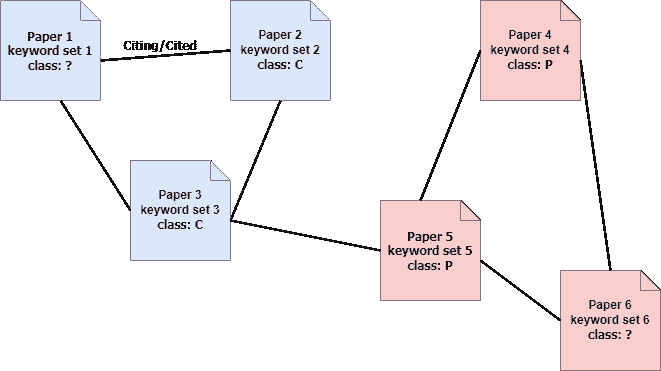 Paper 1
keyword set 1
class: ?
Citing/Cited
Paper 2
keyword set 2
class: C
Paper 4
keyword set 4
class: P
Paper 3
keyword set 3
class: C
Paper 5
keyword set 5
class: P
Paper 6
keyword set 6
class: ?